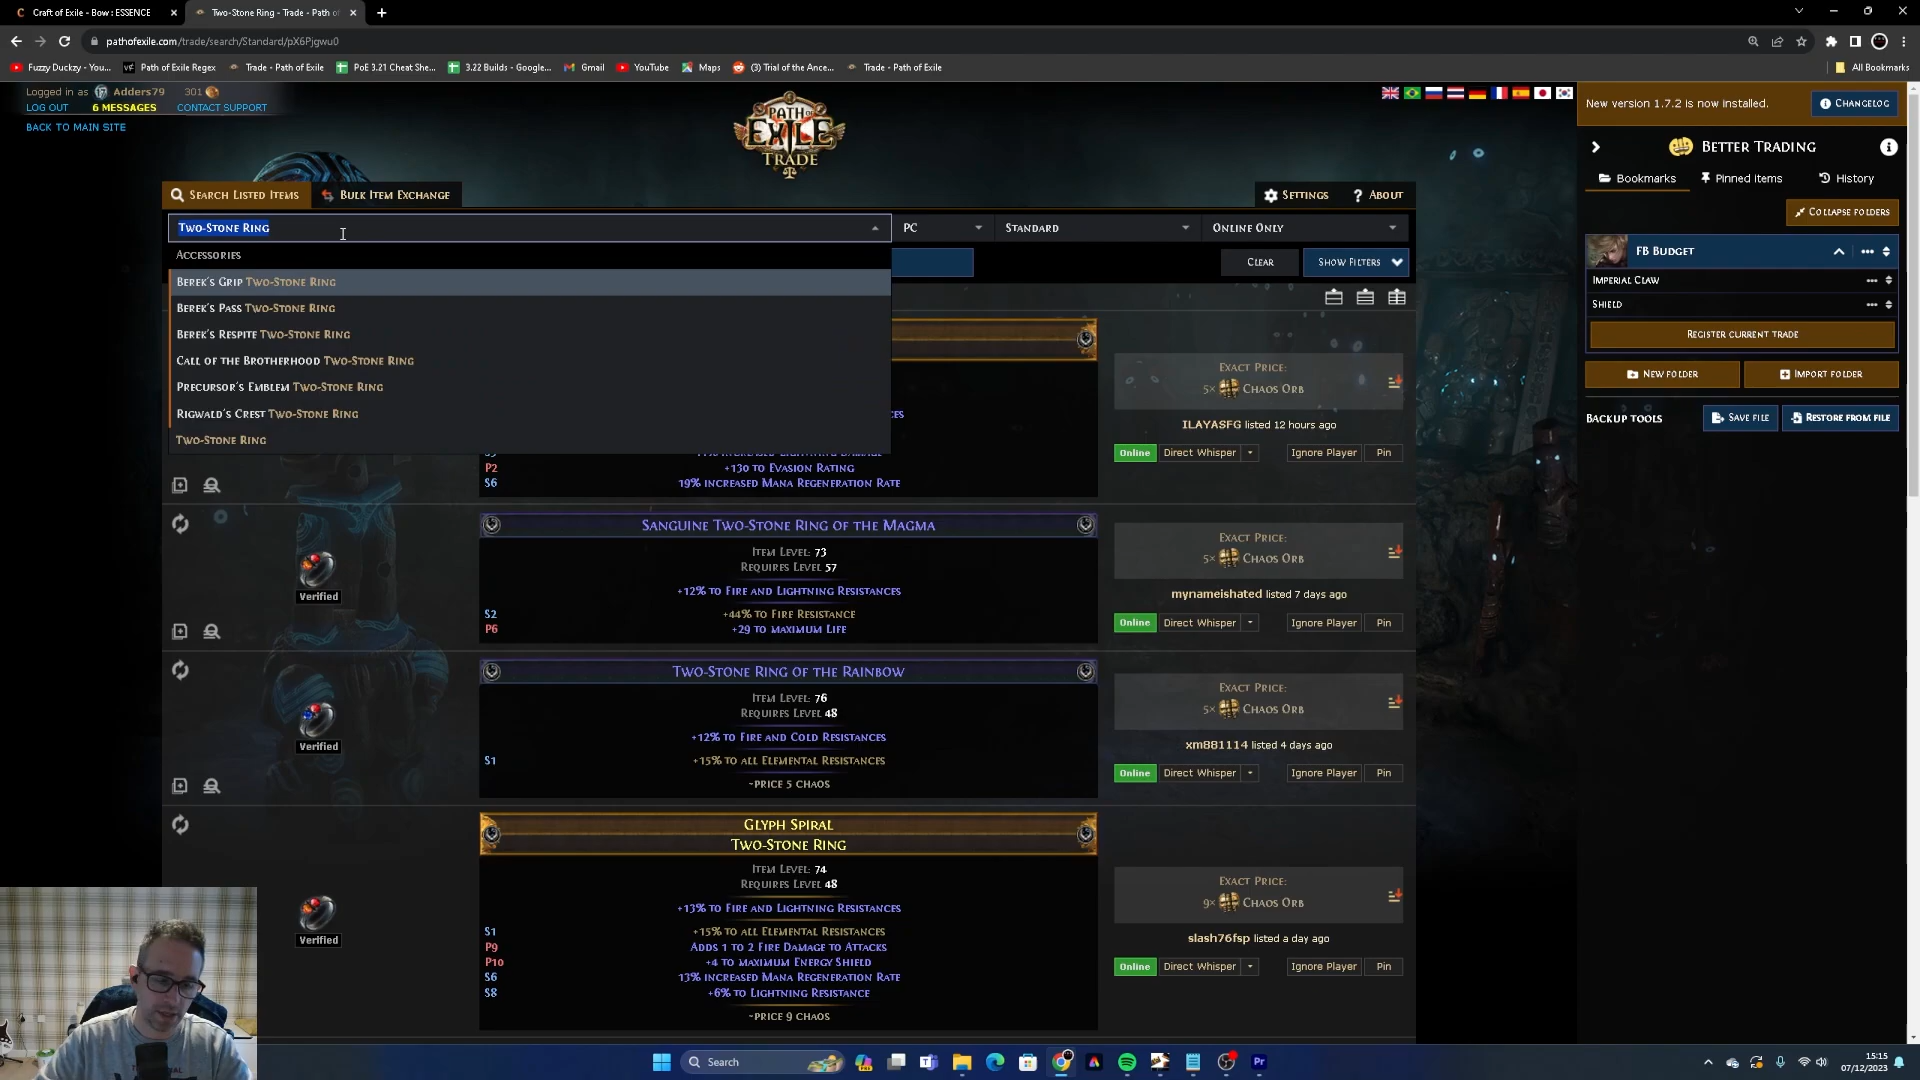 Craft of Exile - Bow : ESSENCE
Two-Stone Ring - Trade - Path of
pathofexile.com/trade/search/Standard/pX6Pjgwu0
Fuzzy Duckzy - You...
Path of Exile Regex
Trade - Path of Exile
PoE 3.21 Cheat She...
3.22 Builds - Google...
Gmail
YouTube
Maps
(3) Trial of the Ance...
Trade - Path of Exile
All Bookmarks
Logged in as Adders79 301
LOG OUT 6 MESSAGES CONTACT SUPPORT
BACK TO MAIN SITE
PATH OF
EXILE
TRADE
New version 1.7.2 is now installed.
Changelog
Better Trading
Bookmarks
Pinned items
History
Collapse folders
FB Budget
Imperial Claw
Shield
Register current trade
New folder
Import folder
Backup tools
Save file
Restore from file
Search Listed Items
Bulk Item Exchange
Settings
? About
Two-Stone Ring
PC
Standard
Online Only
Clear
Show Filters
Accessories
Berek's Grip Two-Stone Ring
Berek's Pass Two-Stone Ring
Berek's Respite Two-Stone Ring
Call of the Brotherhood Two-Stone Ring
Precursor's Emblem Two-Stone Ring
Rigwald's Crest Two-Stone Ring
Two-Stone Ring
P2 +130 to Evasion Rating
S6 19% increased Mana Regeneration Rate
Exact Price:
5× Chaos Orb
ILAYASFG listed 12 hours ago
Online Direct Whisper Ignore Player Pin
Verified
Sanguine Two-Stone Ring of the Magma
Item Level: 73
Requires Level 57
+12% to Fire and Lightning Resistances
S2 +44% to Fire Resistance
P6 +29 to maximum Life
Exact Price:
5× Chaos Orb
mynameishated listed 7 days ago
Online Direct Whisper Ignore Player Pin
Verified
Two-Stone Ring of the Rainbow
Item Level: 76
Requires Level 48
+12% to Fire and Cold Resistances
S1 +15% to all Elemental Resistances
~price 5 chaos
Exact Price:
5× Chaos Orb
xm881114 listed 4 days ago
Online Direct Whisper Ignore Player Pin
Verified
Glyph Spiral
Two-Stone Ring
Item Level: 74
Requires Level 48
+13% to Fire and Lightning Resistances
S1 +15% to all Elemental Resistances
P9 Adds 1 to 2 Fire Damage to Attacks
P10 +4 to maximum Energy Shield
S6 13% increased Mana Regeneration Rate
S8 +6% to Lightning Resistance
~price 9 chaos
Exact Price:
9× Chaos Orb
slash76fsp listed a day ago
Online Direct Whisper Ignore Player Pin
Search
15:15
07/12/2023